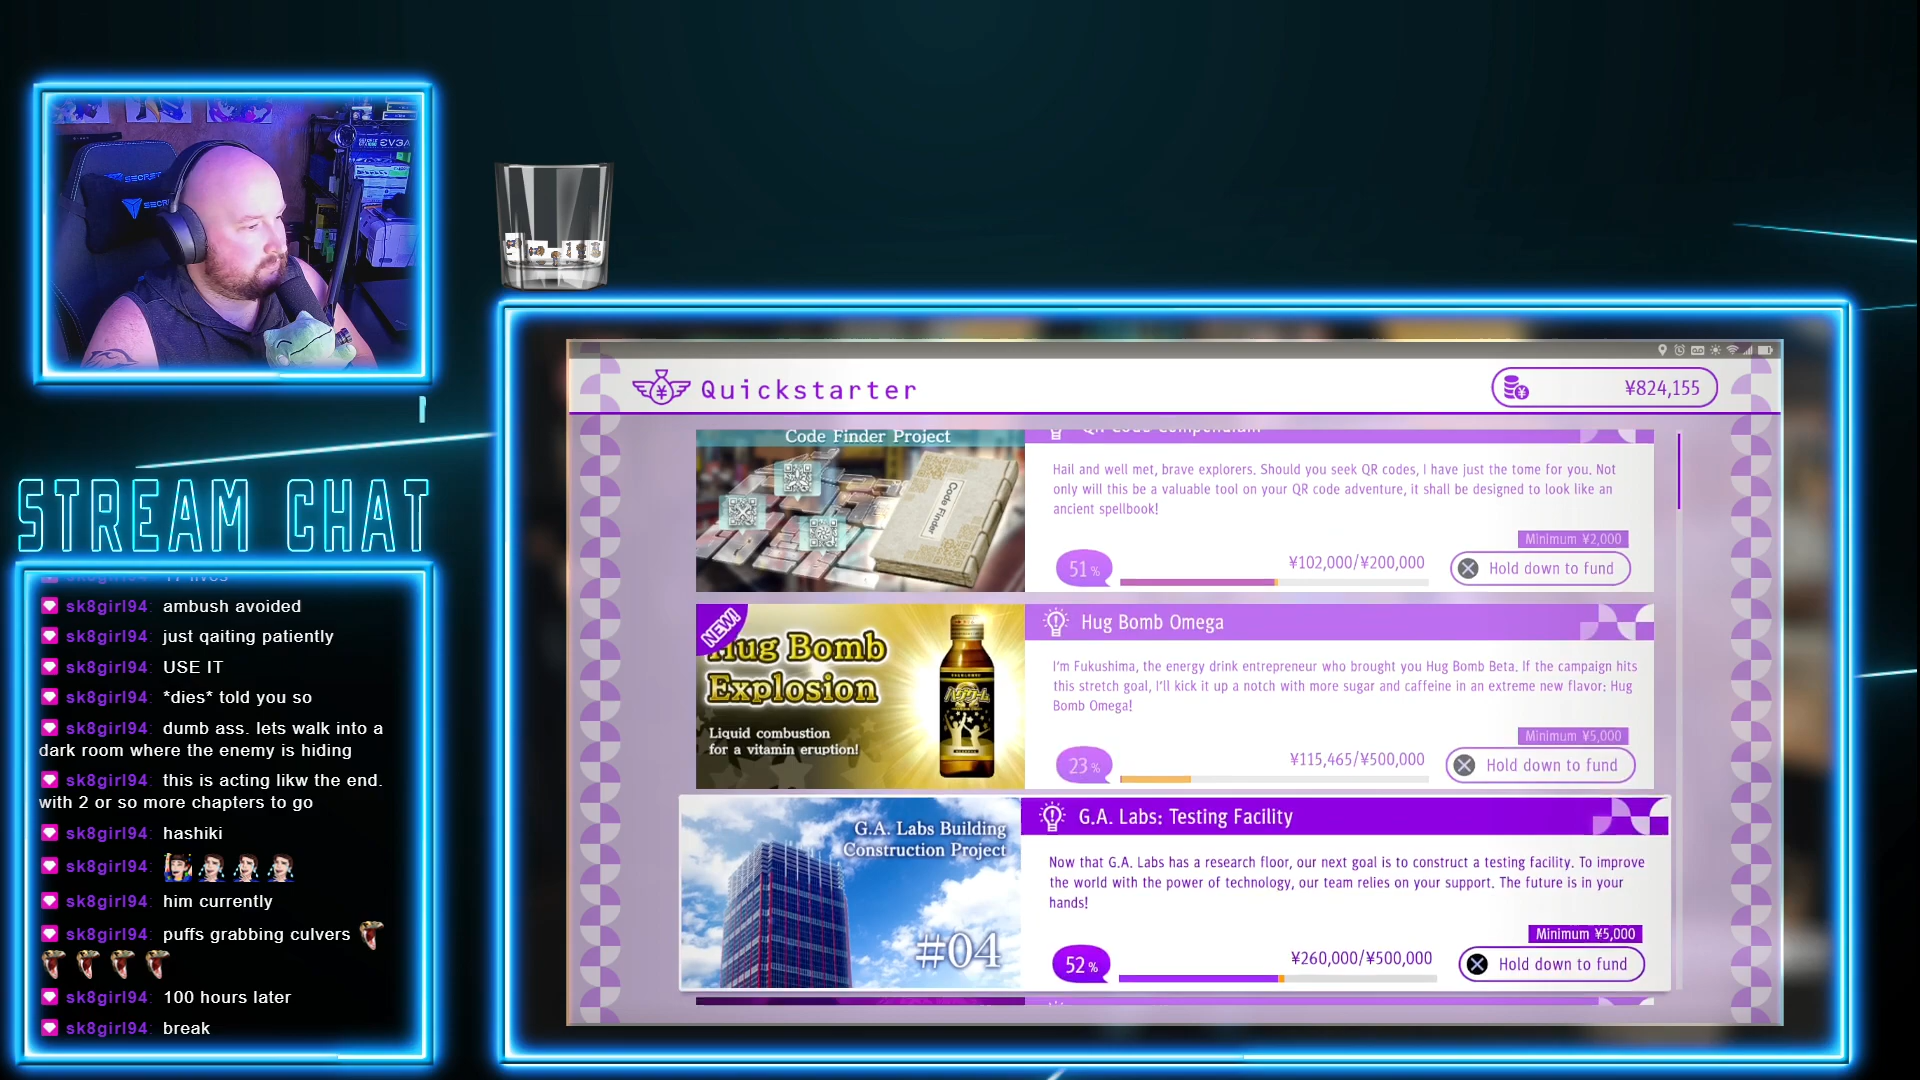 EVGA
SECRET
STREAM CHAT
sk8girl94: 17 lives
sk8girl94: ambush avoided
sk8girl94: just qaiting patiently
sk8girl94: USE IT
sk8girl94: *dies* told you so
sk8girl94: dumb ass. lets walk into a
dark room where the enemy is hiding
sk8girl94: this is acting likw the end.
with 2 or so more chapters to go
sk8girl94: hashiki
sk8girl94:
sk8girl94: him currently
sk8girl94: puffs grabbing culvers
sk8girl94: 100 hours later
sk8girl94: break
Quickstarter
¥824,155
Code Finder Project
Code Finder
QR Code Compendium
Hail and well met, brave explorers. Should you seek QR codes, I have just the tome for you. Not
only will this be a valuable tool on your QR code adventure, it shall be designed to look like an
ancient spellbook!
Minimum ¥2,000
51%
¥102,000/¥200,000
Hold down to fund
NEW!
Hug Bomb
Explosion
Liquid combustion
for a vitamin eruption!
Hug Bomb Omega
I'm Fukushima, the energy drink entrepreneur who brought you Hug Bomb Beta. If the campaign hits
this stretch goal, I'll kick it up a notch with more sugar and caffeine in an extreme new flavor: Hug
Bomb Omega!
Minimum ¥5,000
23%
¥115,465/¥500,000
Hold down to fund
G.A. Labs Building
Construction Project
#04
G.A. Labs: Testing Facility
Now that G.A. Labs has a research floor, our next goal is to construct a testing facility. To improve
the world with the power of technology, our team relies on your support. The future is in your
hands!
Minimum ¥5,000
52%
¥260,000/¥500,000
Hold down to fund